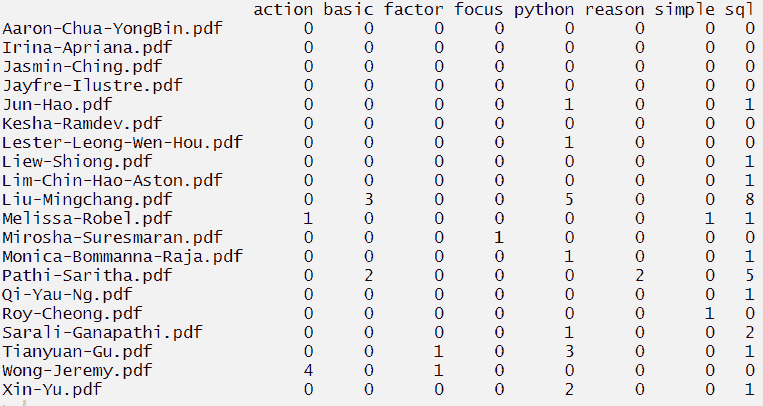 action basic factor focus python reason simple sql
Aaron-Chua-YongBin.pdf 0 0 0 0 0 0 0 0
Irina-Apriana.pdf 0 0 0 0 0 0 0 0
Jasmin-Ching.pdf 0 0 0 0 0 0 0 0
Jayfre-Ilustre.pdf 0 0 0 0 0 0 0 0
Jun-Hao.pdf 0 0 0 0 1 0 0 1
Kesha-Ramdev.pdf 0 0 0 0 0 0 0 0
Lester-Leong-Wen-Hou.pdf 0 0 0 0 1 0 0 0
Liew-Shiong.pdf 0 0 0 0 0 0 0 1
Lim-Chin-Hao-Aston.pdf 0 0 0 0 0 0 0 1
Liu-Mingchang.pdf 0 3 0 0 5 0 0 8
Melissa-Robel.pdf 1 0 0 0 0 0 1 1
Mirosha-Suresmaran.pdf 0 0 0 1 0 0 0 0
Monica-Bommanna-Raja.pdf 0 0 0 0 1 0 0 1
Pathi-Saritha.pdf 0 2 0 0 0 2 0 5
Qi-Yau-Ng.pdf 0 0 0 0 0 0 0 1
Roy-Cheong.pdf 0 0 0 0 0 0 1 0
Sarali-Ganapathi.pdf 0 0 0 0 1 0 0 2
Tianyuan-Gu.pdf 0 0 1 0 3 0 0 1
Wong-Jeremy.pdf 4 0 1 0 0 0 0 0
Xin-Yu.pdf 0 0 0 0 2 0 0 1